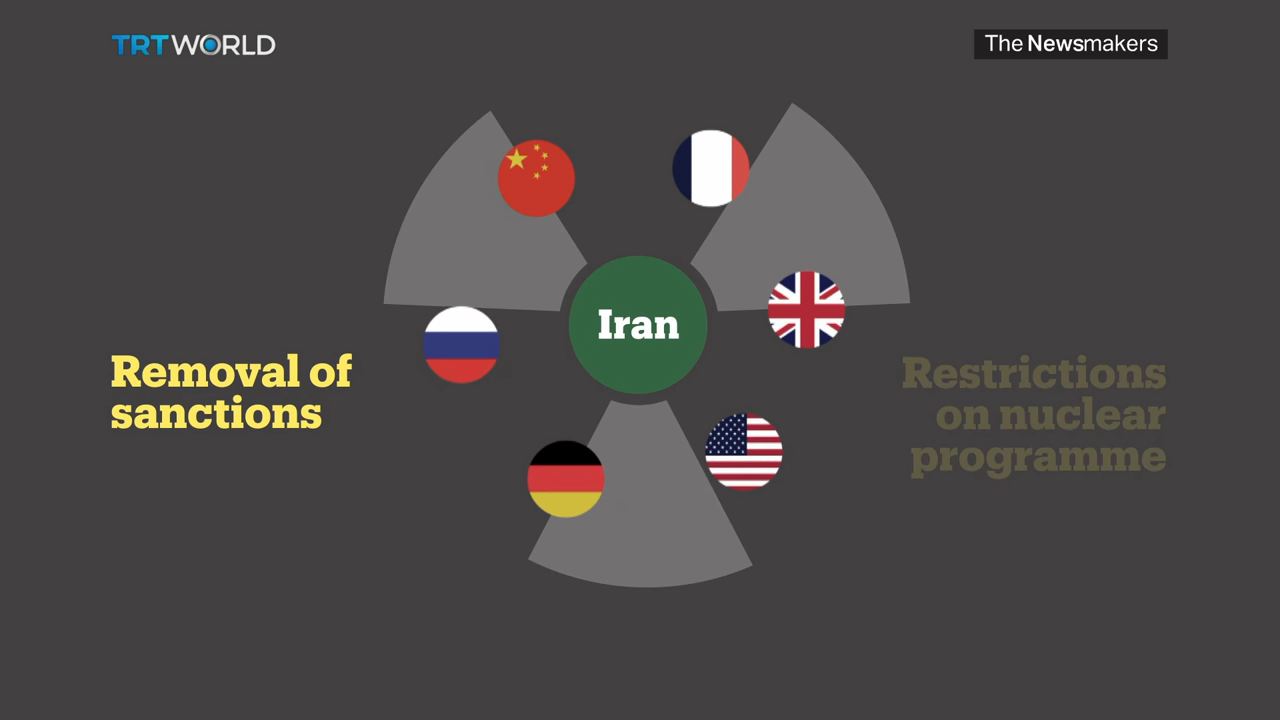 TRT WORLD
The Newsmakers
Iran
Removal of
sanctions
Restrictions
on nuclear
programme